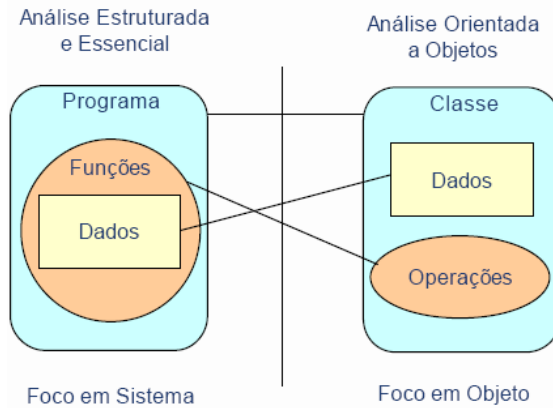 Análise Estruturada
e Essencial
Programa
Funções
Dados
Foco em Sistema
Análise Orientada
a Objetos
Classe
Dados
Operações
Foco em Objeto